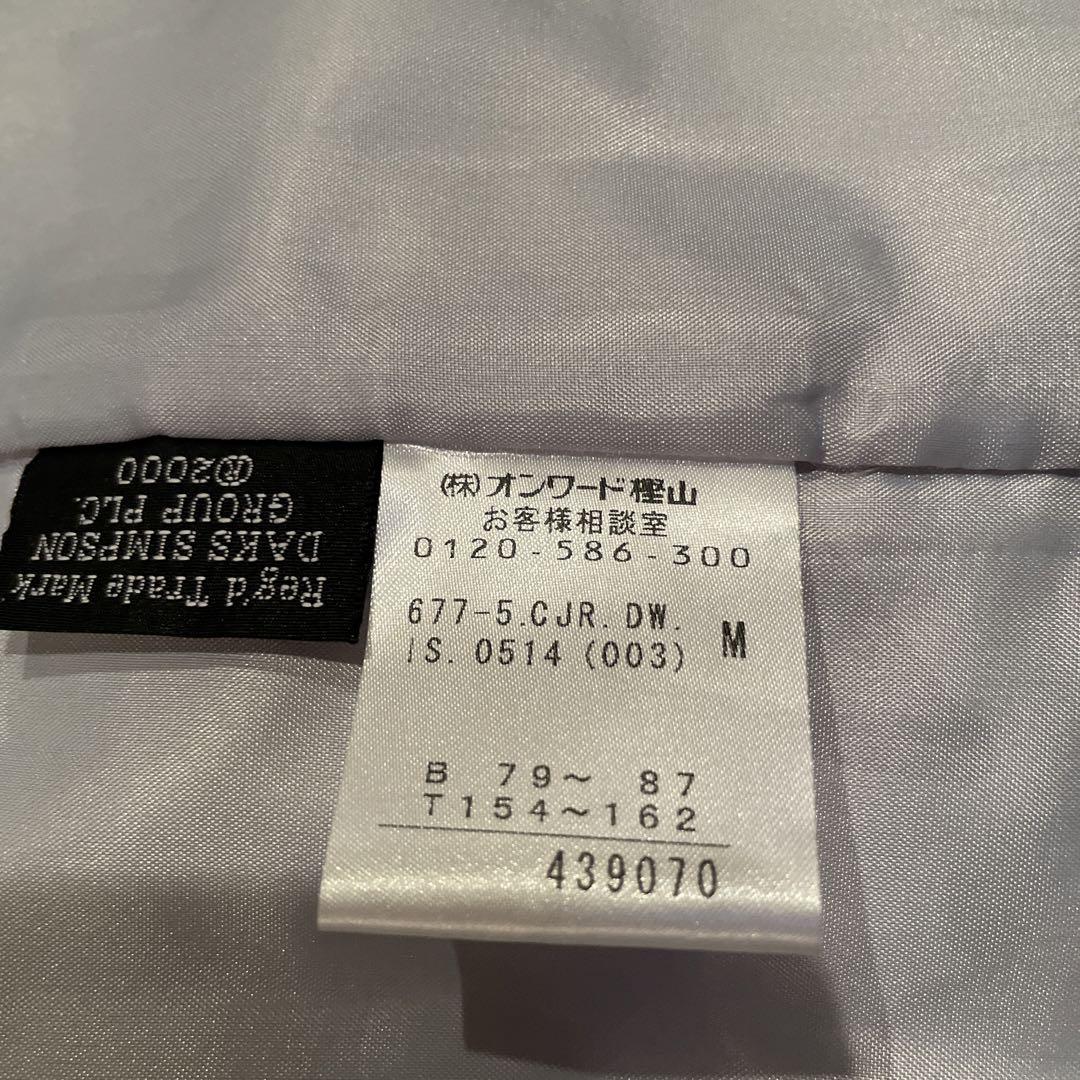 Reg'd Trade Mark
DAKS SIMPSON
GROUP PLC.
®2000
(株)オンワード樫山
お客様相談室
0120-586-300
677-5.CJR.DW.
IS.0514 (003)
M
B 79～ 87
T154～162
439070